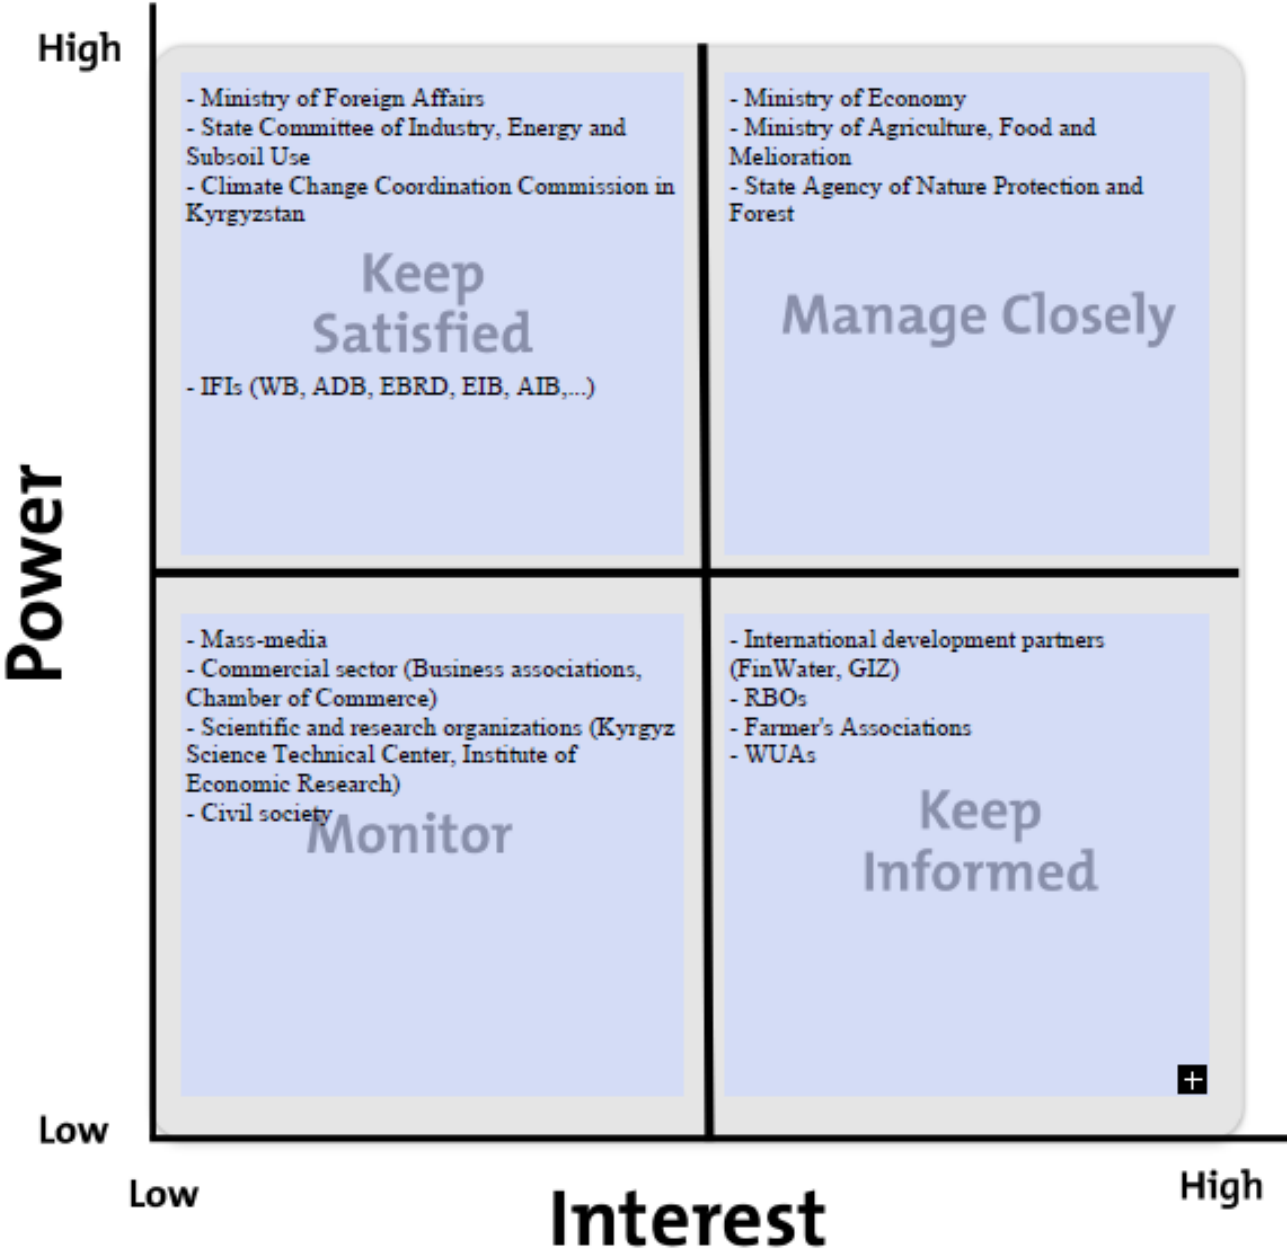 High
- Ministry of Foreign Affairs
- State Committee of Industry, Energy and
Subsoil Use
- Climate Change Coordination Commission in
Kyrgyzstan
Keep
Satisfied
- IFIs (WB, ADB, EBRD, EIB, AIB,...)
- Ministry of Economy
- Ministry of Agriculture, Food and
Melioration
- State Agency of Nature Protection and
Forest
Manage Closely
Power
- Mass-media
- Commercial sector (Business associations,
Chamber of Commerce)
- Scientific and research organizations (Kyrgyz
Science Technical Center, Institute of
Economic Research)
- Civil society
Monitor
- International development partners
(FinWater, GIZ)
- RBOs
- Farmer's Associations
- WUAs
Keep
Informed
+
Low
Low
Interest
High